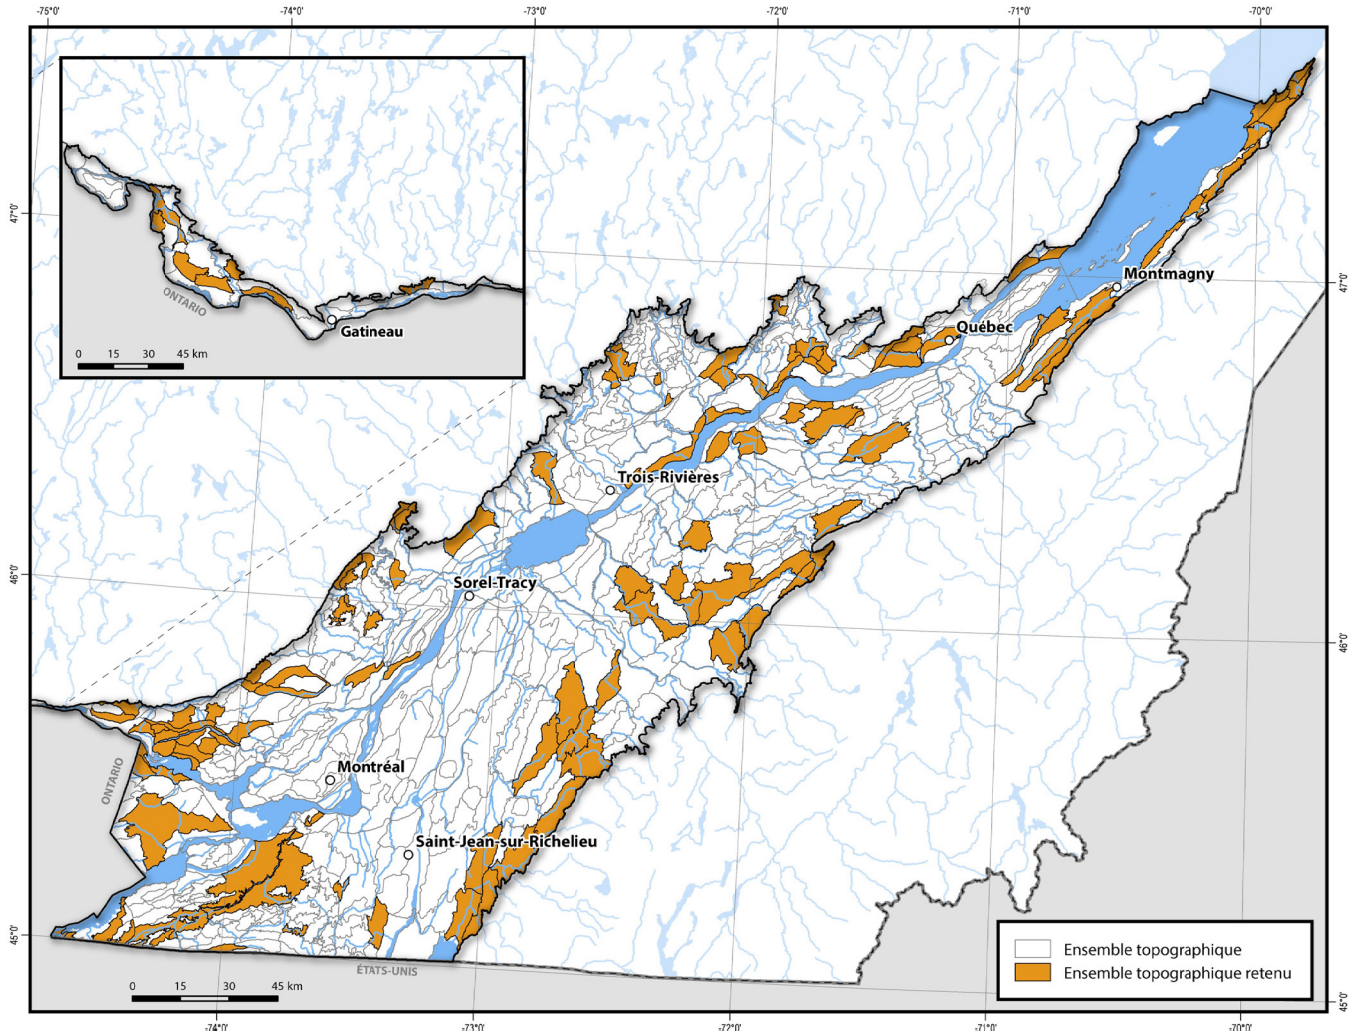 -75°0'
-74°0'
-73°0'
-72°0'
-71°0'
-70°0'
47°0'
47°0'
ONTARIO
Gatineau
0 15 30 45 km
Montmagny
Québec
Trois-Rivières
46°0'
Sorel-Tracy
46°0'
Montréal
ONTARIO
Saint-Jean-sur-Richelieu
45°0'
ÉTATS-UNIS
0 15 30 45 km
Ensemble topographique
Ensemble topographique retenu
45°0'
-74°0'
-73°0'
-72°0'
-71°0'
-70°0'